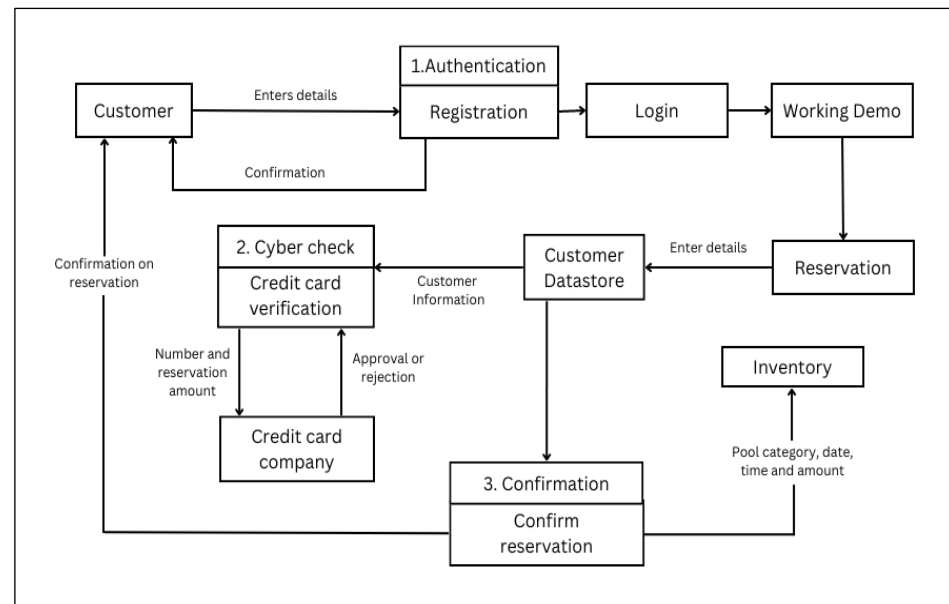 1.Authentication
Customer
Enters details
Registration
Login
Working Demo
Confirmation
2. Cyber check
Credit card
verification
Customer
Information
Customer
Datastore
Enter details
Reservation
Confirmation on
reservation
Number and
reservation
amount
Approval or
rejection
Inventory
Credit card
company
Pool category, date,
time and amount
3. Confirmation
Confirm
reservation